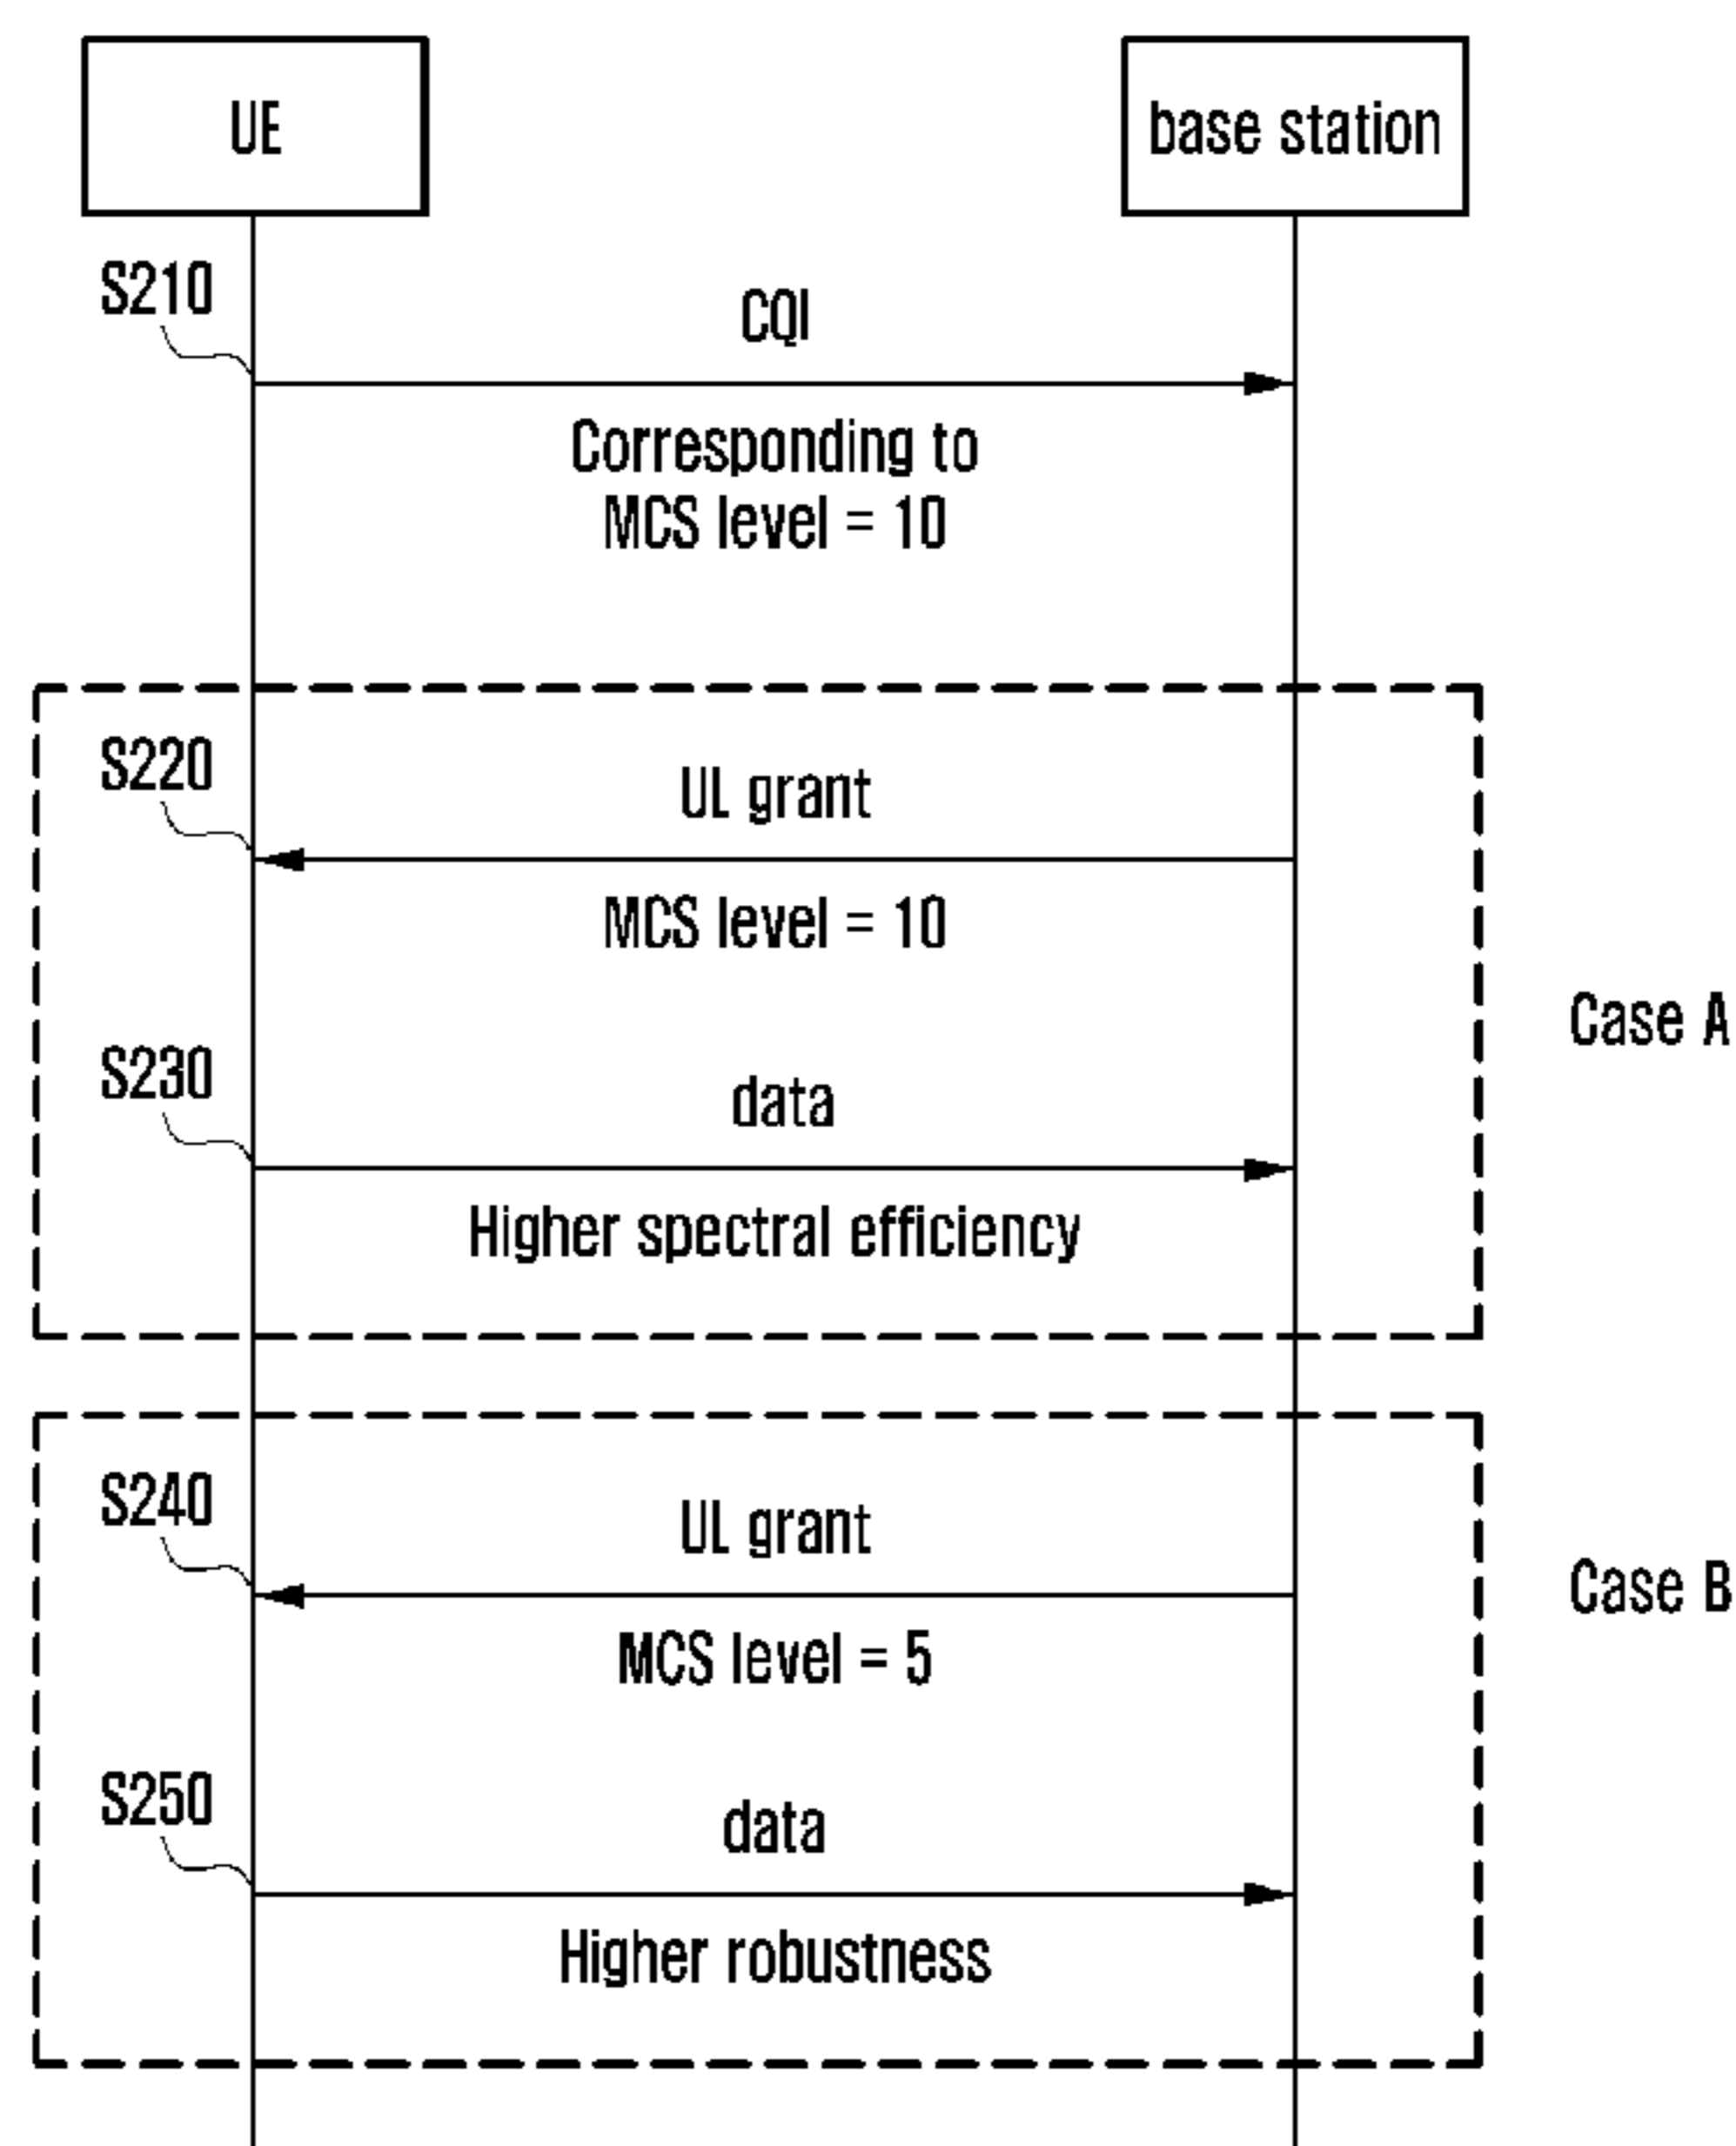 UE
base station
S210
CQI
Corresponding to
MCS level = 10
S220
UL grant
MCS level = 10
Case A
S230
data
Higher spectral efficiency
S240
UL grant
Case B
MCS level = 5
S250
data
Higher robustness